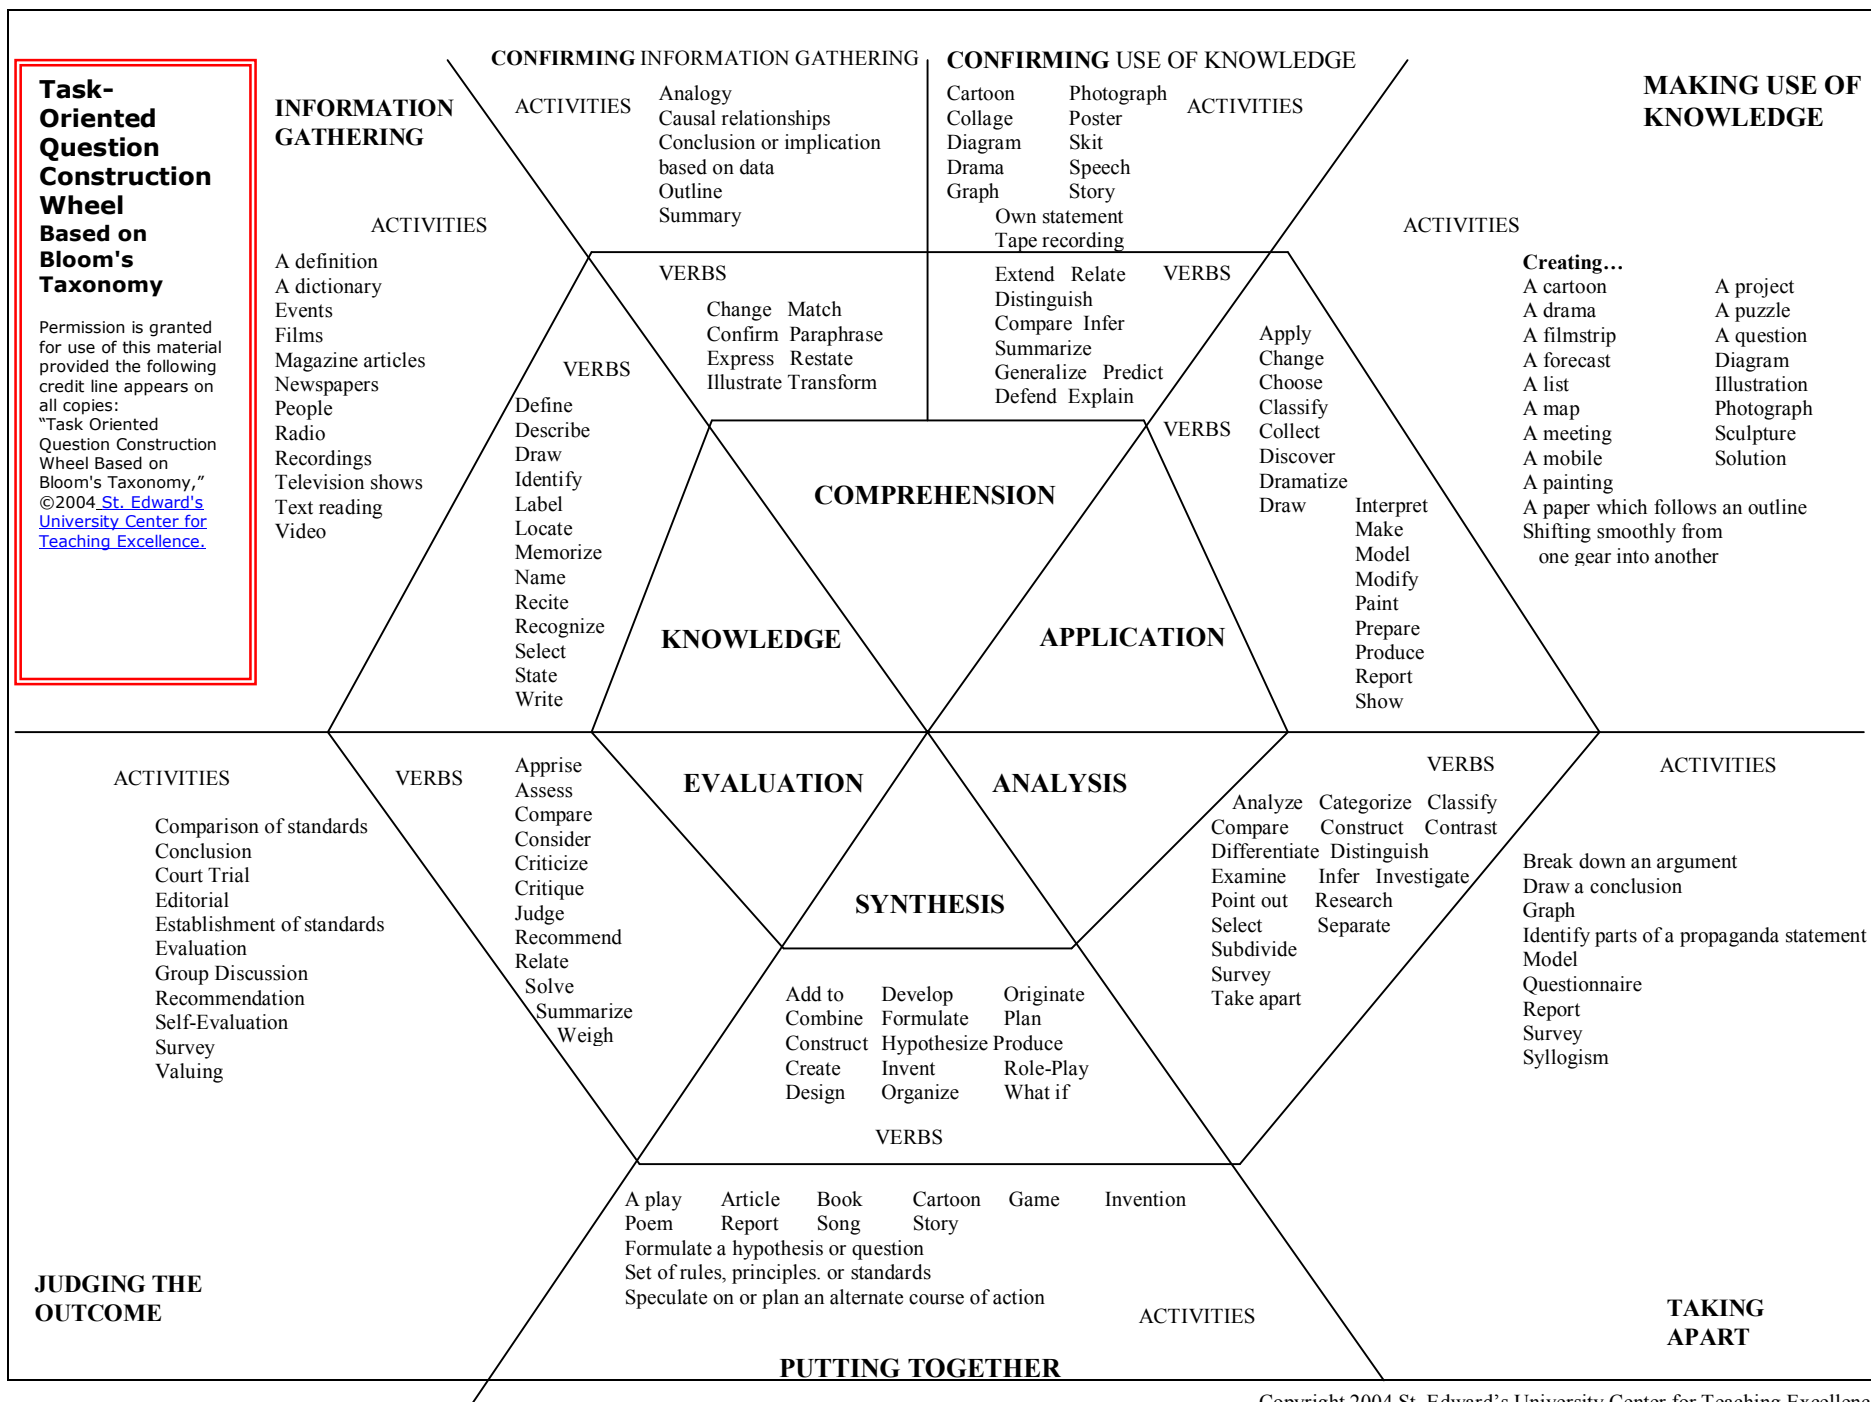 Task-
Oriented
Question
Construction
Wheel
Based on
Bloom's
Taxonomy
Permission is granted
for use of this material
provided the following
credit line appears on
all copies:
“Task Oriented
Question Construction
Wheel Based on
Bloom's Taxonomy,”
©2004 St. Edward's
University Center for
Teaching Excellence.
INFORMATION
GATHERING
ACTIVITIES
A definition
A dictionary
Events
Films
Magazine articles
Newspapers
People
Radio
Recordings
Television shows
Text reading
Video
VERBS
Define
Describe
Draw
Identify
Label
Locate
Memorize
Name
Recite
Recognize
Select
State
Write
KNOWLEDGE
CONFIRMING INFORMATION GATHERING
ACTIVITIES
Analogy
Causal relationships
Conclusion or implication
based on data
Outline
Summary
VERBS
Change Match
Confirm Paraphrase
Express Restate
Illustrate Transform
CONFIRMING USE OF KNOWLEDGE
ACTIVITIES
Cartoon Photograph
Collage Poster
Diagram Skit
Drama Speech
Graph Story
Own statement
Tape recording
VERBS
Extend Relate
Distinguish
Compare Infer
Summarize
Generalize Predict
Defend Explain
COMPREHENSION
MAKING USE OF
KNOWLEDGE
ACTIVITIES
Creating…
A cartoon A project
A drama A puzzle
A filmstrip A question
A forecast Diagram
A list Illustration
A map Photograph
A meeting Sculpture
A mobile Solution
A painting
A paper which follows an outline
Shifting smoothly from
one gear into another
VERBS
Apply
Change
Choose
Classify
Collect
Discover
Dramatize
Draw Interpret
Make
Model
Modify
Paint
Prepare
Produce
Report
Show
APPLICATION
ACTIVITIES
Comparison of standards
Conclusion
Court Trial
Editorial
Establishment of standards
Evaluation
Group Discussion
Recommendation
Self-Evaluation
Survey
Valuing
JUDGING THE
OUTCOME
VERBS
Apprise
Assess
Compare
Consider
Criticize
Critique
Judge
Recommend
Relate
Solve
Summarize
Weigh
EVALUATION
ANALYSIS
VERBS
Analyze Categorize Classify
Compare Construct Contrast
Differentiate Distinguish
Examine Infer Investigate
Point out Research
Select Separate
Subdivide
Survey
Take apart
ACTIVITIES
Break down an argument
Draw a conclusion
Graph
Identify parts of a propaganda statement
Model
Questionnaire
Report
Survey
Syllogism
TAKING
APART
SYNTHESIS
Add to Develop Originate
Combine Formulate Plan
Construct Hypothesize Produce
Create Invent Role-Play
Design Organize What if
VERBS
A play Article Book Cartoon Game Invention
Poem Report Song Story
Formulate a hypothesis or question
Set of rules, principles. or standards
Speculate on or plan an alternate course of action
ACTIVITIES
PUTTING TOGETHER
Copyright 2004 St. Edward’s University Center for Teaching